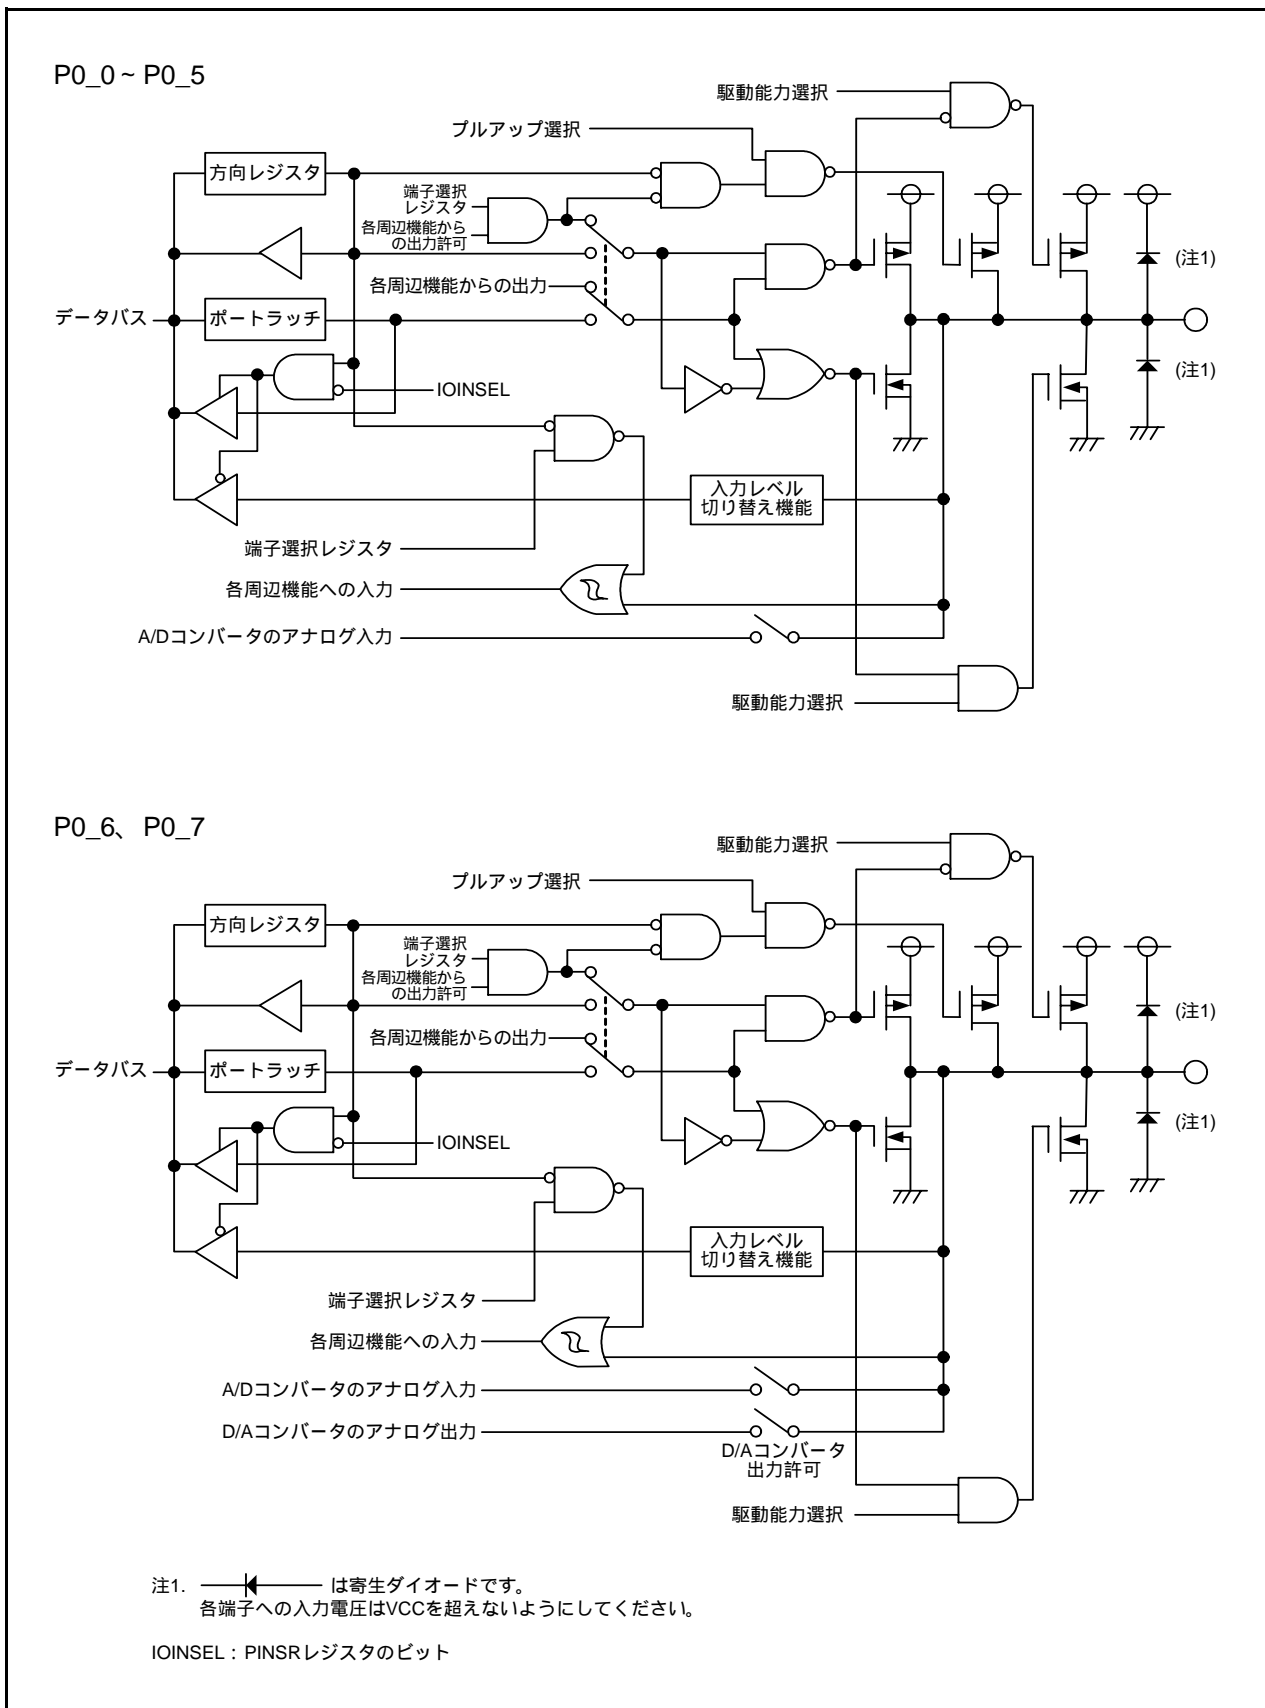 P0_0 ~ P0_5
駆動能力選択
プルアップ選択
方向レジスタ
端子選択
レジスタ
各周辺機能から
の出力許可
(注1)
各周辺機能からの出力
データバス
ポートラッチ
(注1)
IOINSEL
入力レベル
切り替え機能
端子選択レジスタ
各周辺機能への入力
A/Dコンバータのアナログ入力
駆動能力選択
P0_6、P0_7
駆動能力選択
プルアップ選択
方向レジスタ
端子選択
レジスタ
各周辺機能から
の出力許可
(注1)
各周辺機能からの出力
データバス
ポートラッチ
(注1)
IOINSEL
入力レベル
切り替え機能
端子選択レジスタ
各周辺機能への入力
A/Dコンバータのアナログ入力
D/Aコンバータのアナログ出力
D/Aコンバータ
出力許可
駆動能力選択
注1. は寄生ダイオードです。
各端子への入力電圧はVCCを超えないようにしてください。
IOINSEL：PINSRレジスタのビット